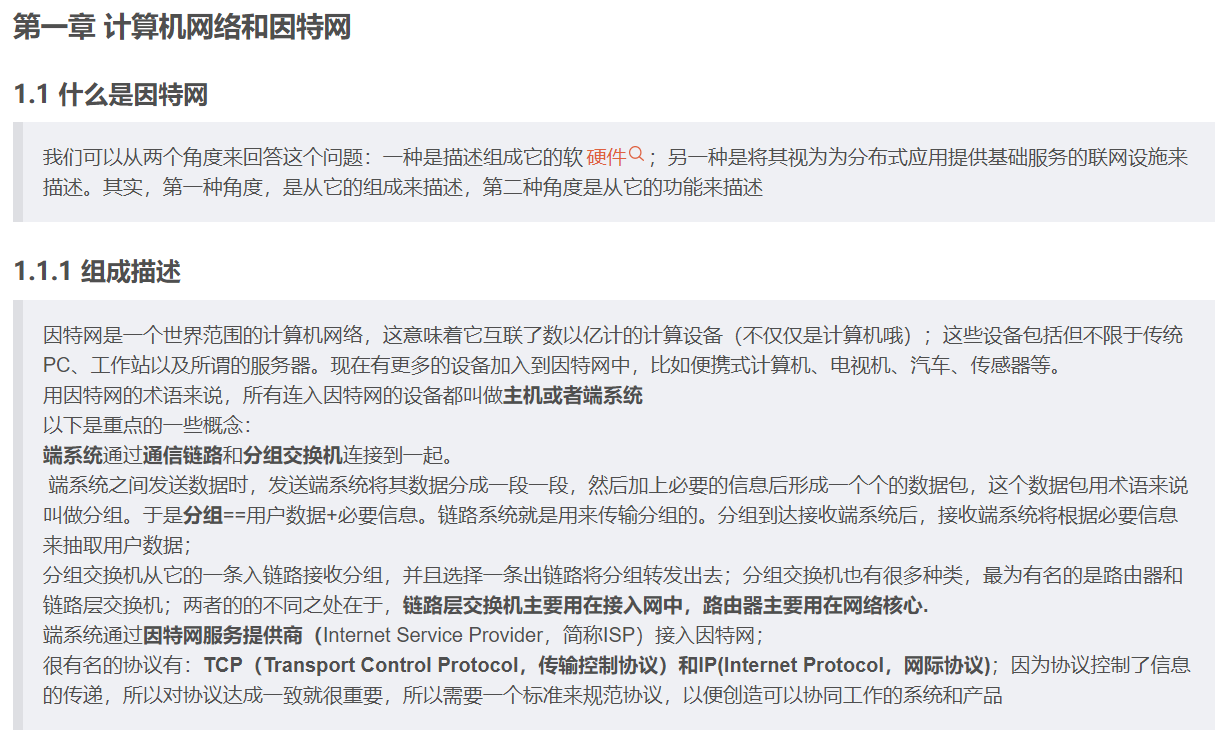 第一章 计算机网络和因特网
1.1 什么是因特网
我们可以从两个角度来回答这个问题：一种是描述组成它的软硬件；另一种是将其视为为分布式应用提供基础服务的联网设施来
描述。其实，第一种角度，是从它的组成来描述，第二种角度是从它的功能来描述
1.1.1 组成描述
因特网是一个世界范围的计算机网络，这意味着它互联了数以亿计的计算设备（不仅仅是计算机哦）；这些设备包括但不限于传统
PC、工作站以及所谓的服务器。现在有更多的设备加入到因特网中，比如便携式计算机、电视机、汽车、传感器等。
用因特网的术语来说，所有连入因特网的设备都叫做主机或者端系统
以下是重点的一些概念：
端系统通过通信链路和分组交换机连接到一起。
端系统之间发送数据时，发送端系统将其数据分成一段一段，然后加上必要的信息后形成一个个的数据包，这个数据包用术语来说
叫做分组。于是分组==用户数据+必要信息。链路系统就是用来传输分组的。分组到达接收端系统后，接收端系统将根据必要信息
来抽取用户数据；
分组交换机从它的一条入链路接收分组，并且选择一条出链路将分组转发出去；分组交换机也有很多种类，最为有名的是路由器和
链路层交换机；两者的的不同之处在于，链路层交换机主要用在接入网中，路由器主要用在网络核心.
端系统通过因特网服务提供商（Internet Service Provider，简称ISP）接入因特网；
很有名的协议有：TCP（Transport Control Protocol，传输控制协议）和IP(Internet Protocol，网际协议)；因为协议控制了信息
的传递，所以对协议达成一致就很重要，所以需要一个标准来规范协议，以便创造可以协同工作的系统和产品